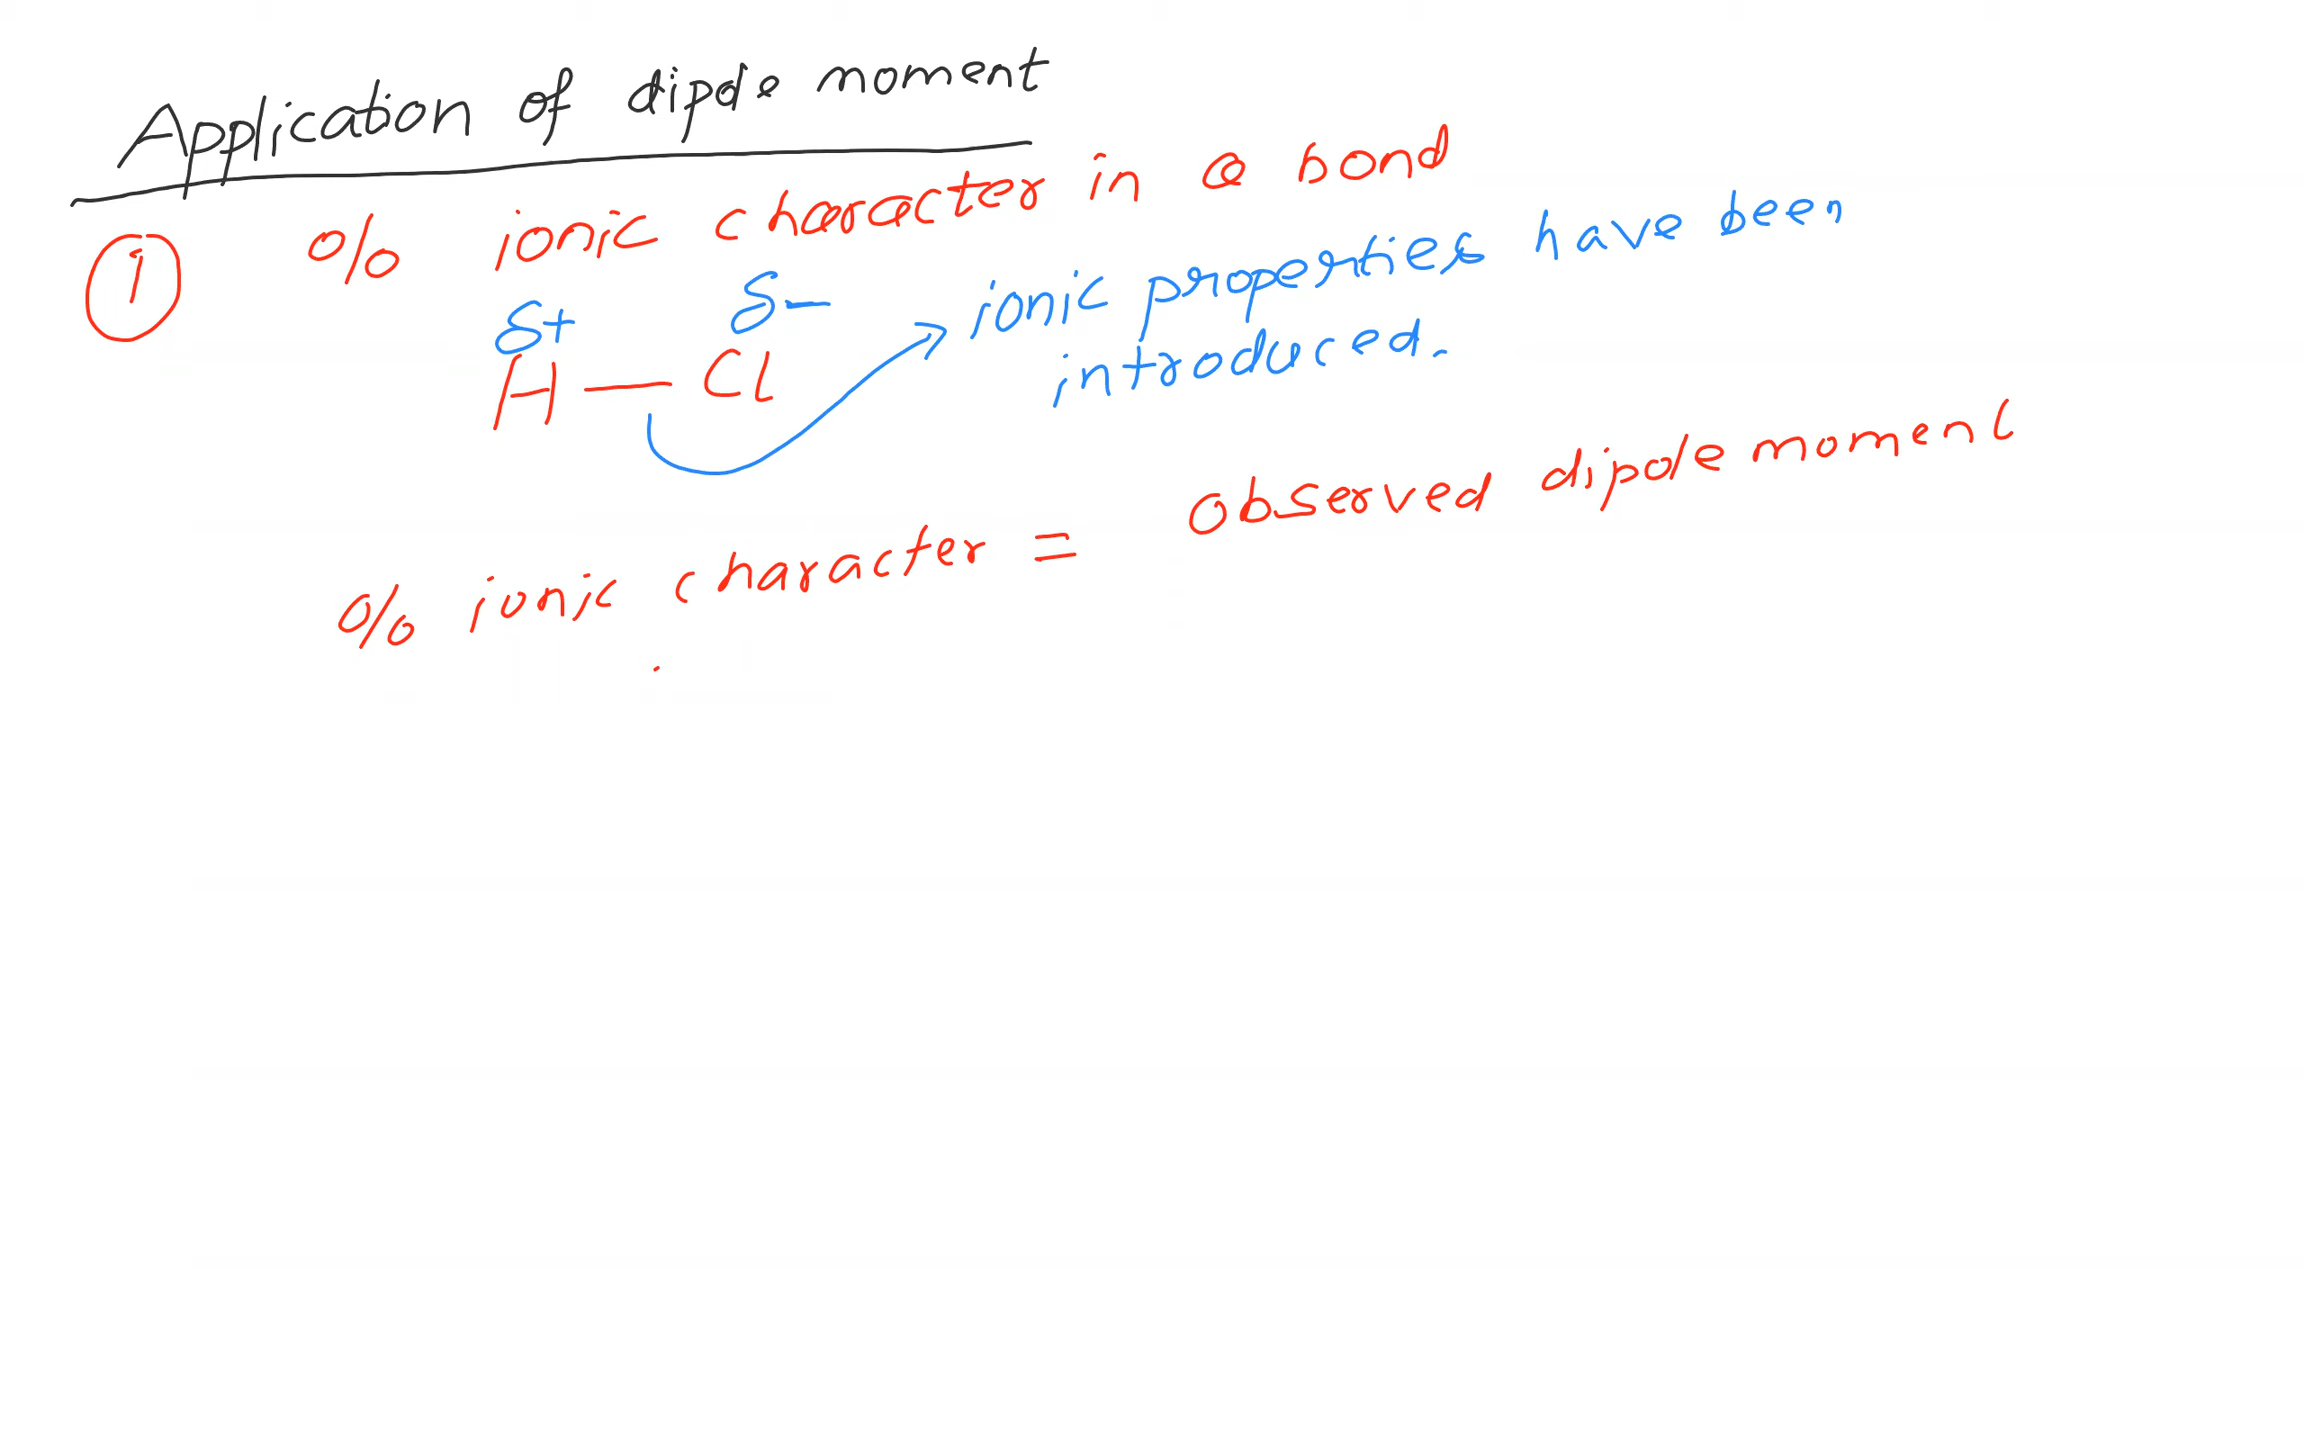 Application of dipole moment
① % ionic character in a bond
δ+ δ-
H — Cl
ionic properties have been
introduced.
% ionic character = observed dipole moment